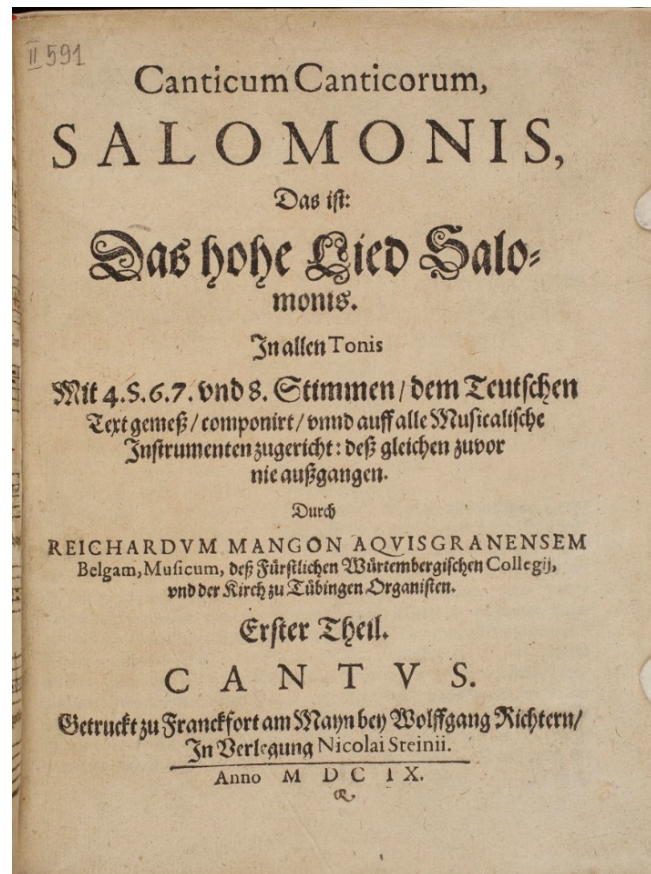 II 591
Canticum Canticorum,
SALOMONIS,
Das ist:
Das hohe Lied Salo-
monis.
In allen Tonis
Mit 4.5.6.7. vnd 8. Stimmen / dem Teutschen
Text gemeß / componirt / vnnd auff alle Musicalische
Instrumenten zugericht: deß gleichen zuvor
nie außgangen.
Durch
REICHARDVM MANGON AQVISGRANENSEM
Belgam, Musicum, deß Fürstlichen Würtembergischen Collegij,
vnd der Kirch zu Tübingen Organisten.
Erster Theil.
CANTVS.
Getruckt zu Franckfort am Mayn bey Wolffgang Richtern /
In Verlegung Nicolai Steinii.
Anno M DC IX.